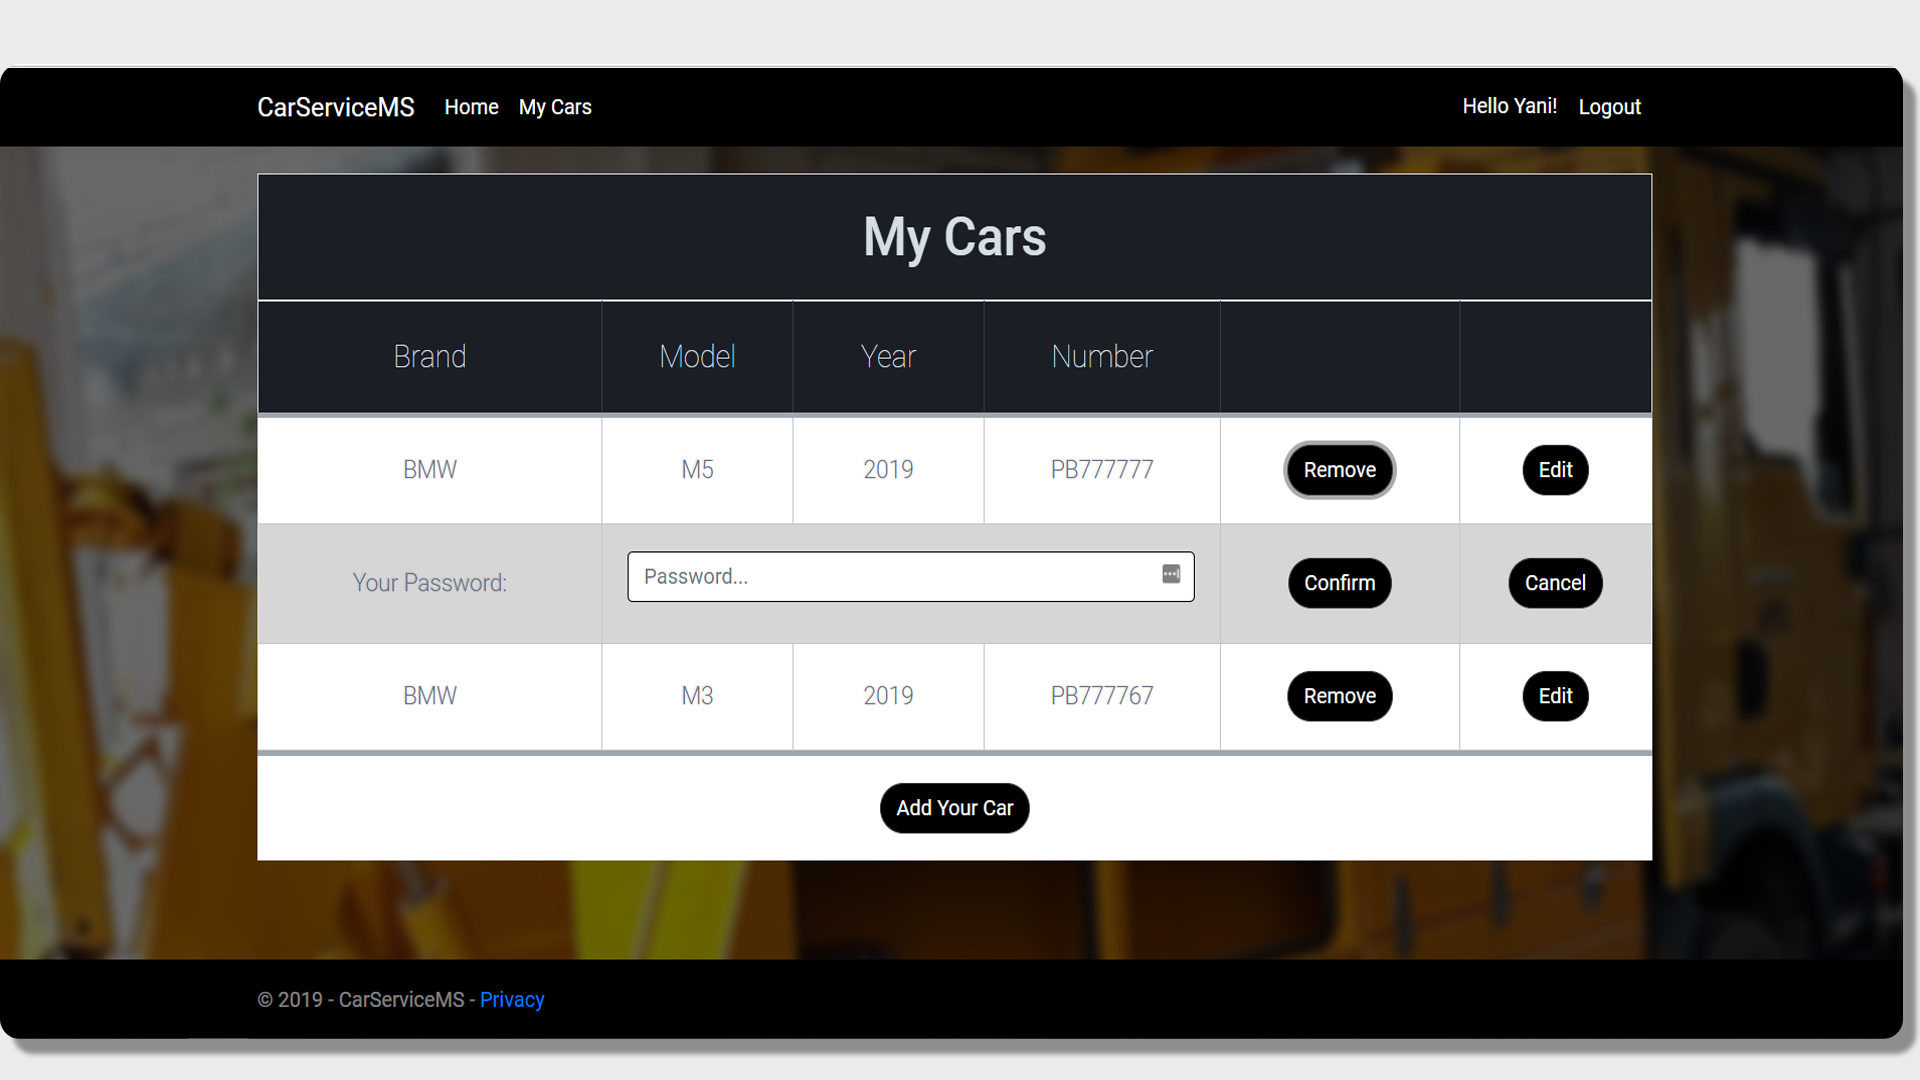 CarServiceMS Home My Cars Hello Yani! Logout
My Cars
Brand Model Year Number
BMW M5 2019 PB777777 Remove Edit
Your Password: Password... Confirm Cancel
BMW M3 2019 PB777767 Remove Edit
Add Your Car
© 2019 - CarServiceMS - Privacy